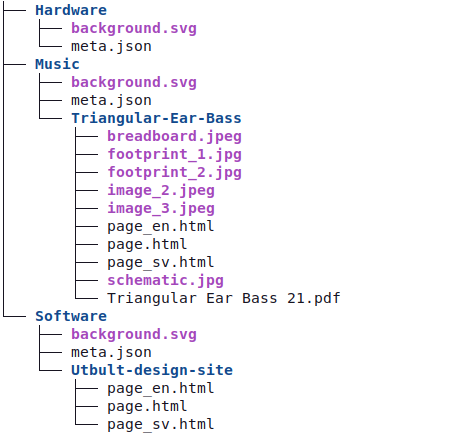 Hardware
background.svg
meta.json
Music
background.svg
meta.json
Triangular-Ear-Bass
breadboard.jpeg
footprint_1.jpg
footprint_2.jpg
image_2.jpeg
image_3.jpeg
page_en.html
page.html
page_sv.html
schematic.jpg
Triangular Ear Bass 21.pdf
Software
background.svg
meta.json
Utbult-design-site
page_en.html
page.html
page_sv.html